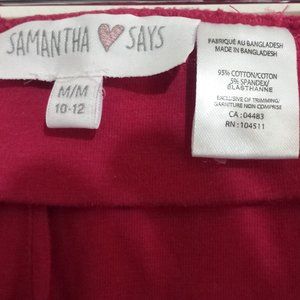 SAMANTHA SAYS
M/M
10-12
FABRIQUÉ AU BANGLADESH
MADE IN BANGLADESH
95% COTTON/COTON
5% SPANDEX/
ELASTHANNE
EXCLUSIVE OF TRIMMING/
GARNITURE NON COMPRISE
CA : 04483
RN : 104511